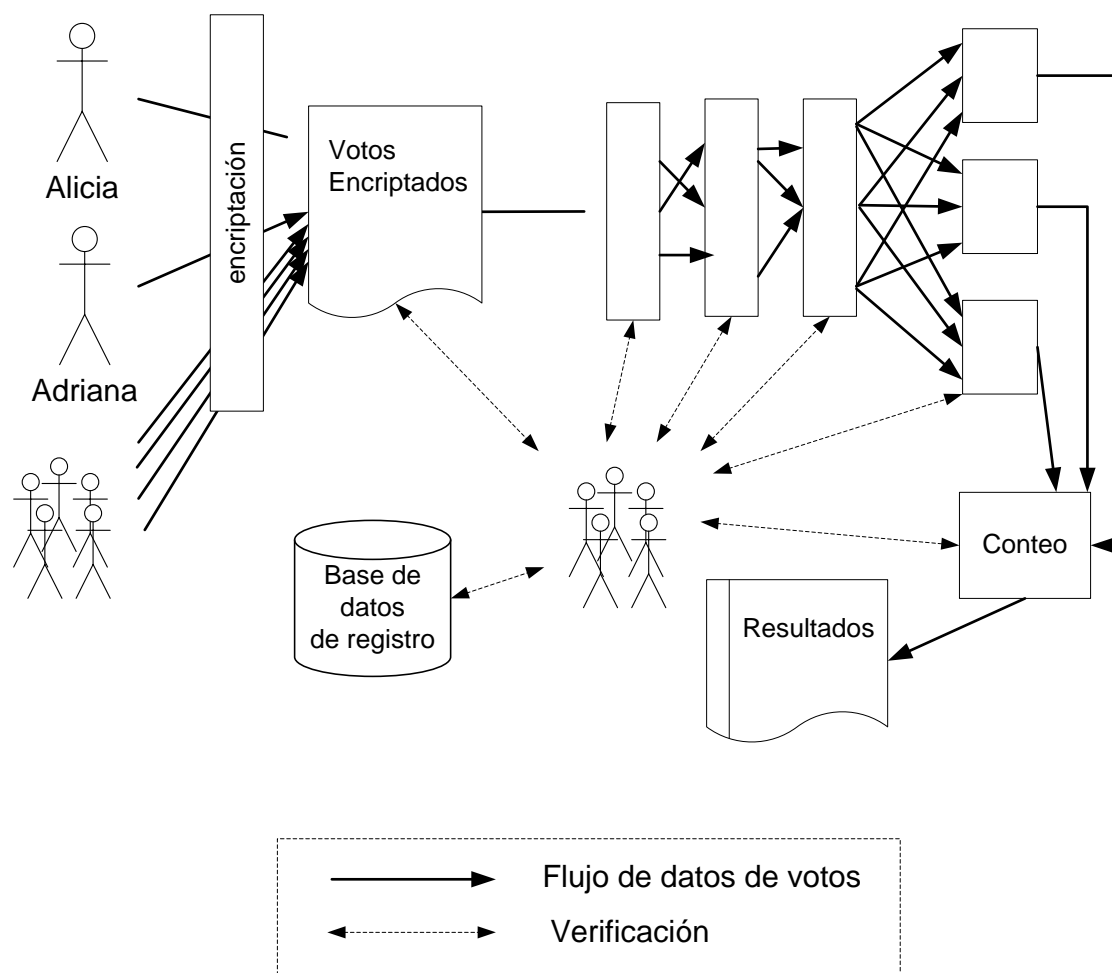 Alicia
Adriana
encriptación
Votos
Encriptados
Base de
datos
de registro
Conteo
Resultados
Flujo de datos de votos
Verificación